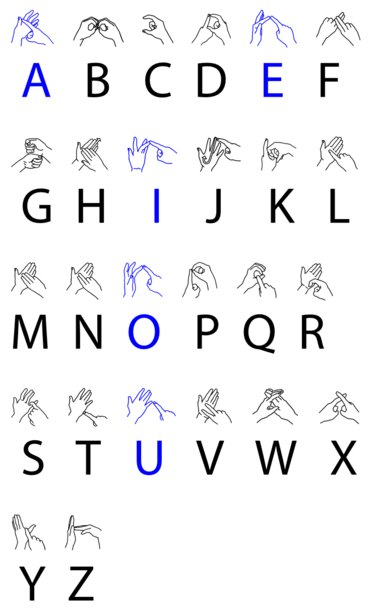 A B C D E F
G H I J K L
M N O P Q R
S T U V W X
Y Z